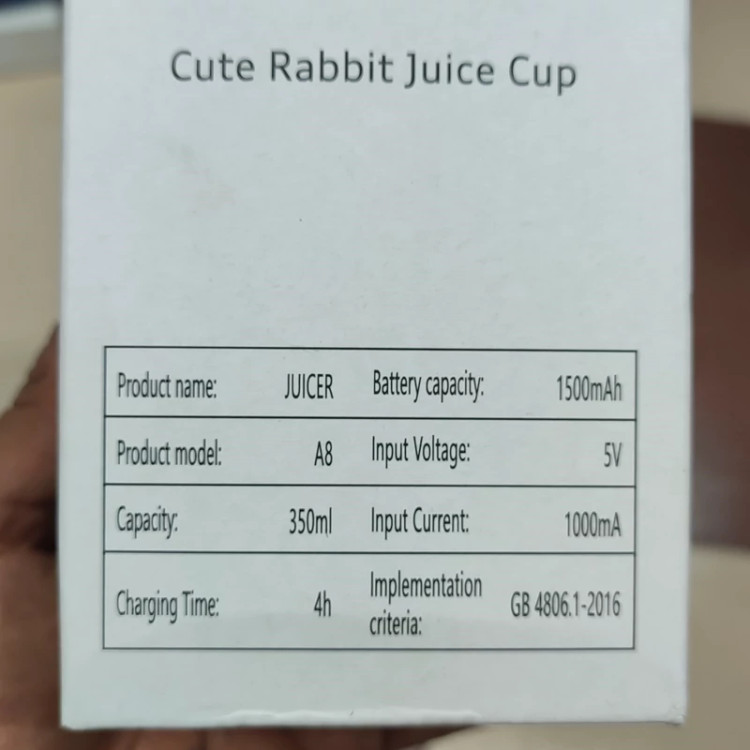 Cute Rabbit Juice Cup
Product name: JUICER Battery capacity: 1500mAh
Product model: A8 Input Voltage: 5V
Capacity: 350ml Input Current: 1000mA
Charging Time: 4h Implementation criteria: GB 4806.1-2016